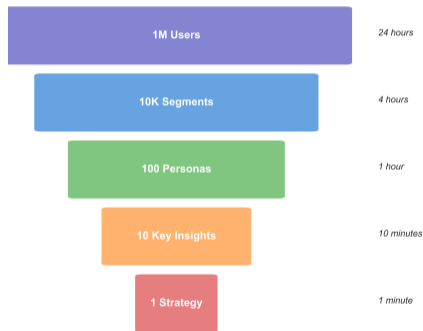 1M Users
24 hours
10K Segments
4 hours
100 Personas
1 hour
10 Key Insights
10 minutes
1 Strategy
1 minute